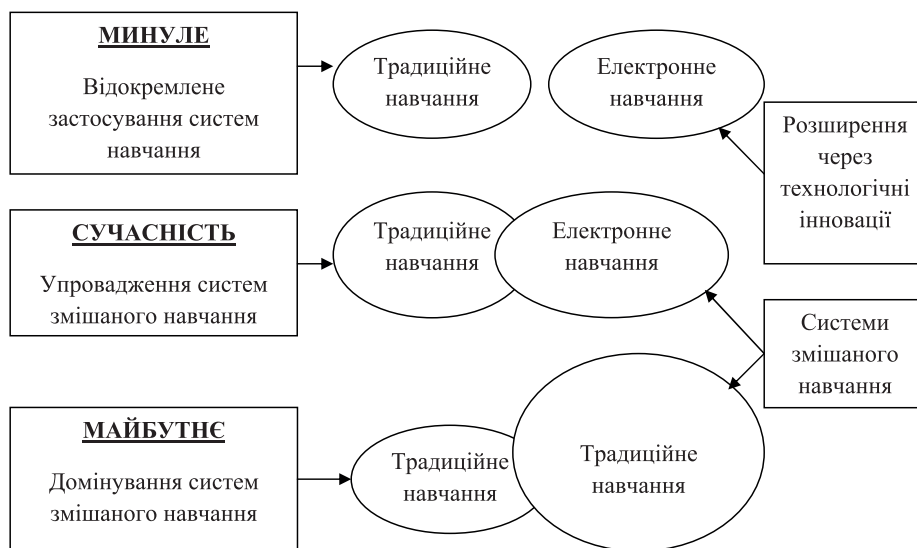 МИНУЛЕ
Відокремлене
застосування систем
навчання
Традиційне
навчання
Електронне
навчання
Розширення
через
технологічні
інновації
СУЧАСНІСТЬ
Упровадження систем
змішаного навчання
Традиційне
навчання
Електронне
навчання
Системи
змішаного
навчання
МАЙБУТНЄ
Домінування систем
змішаного навчання
Традиційне
навчання
Традиційне
навчання